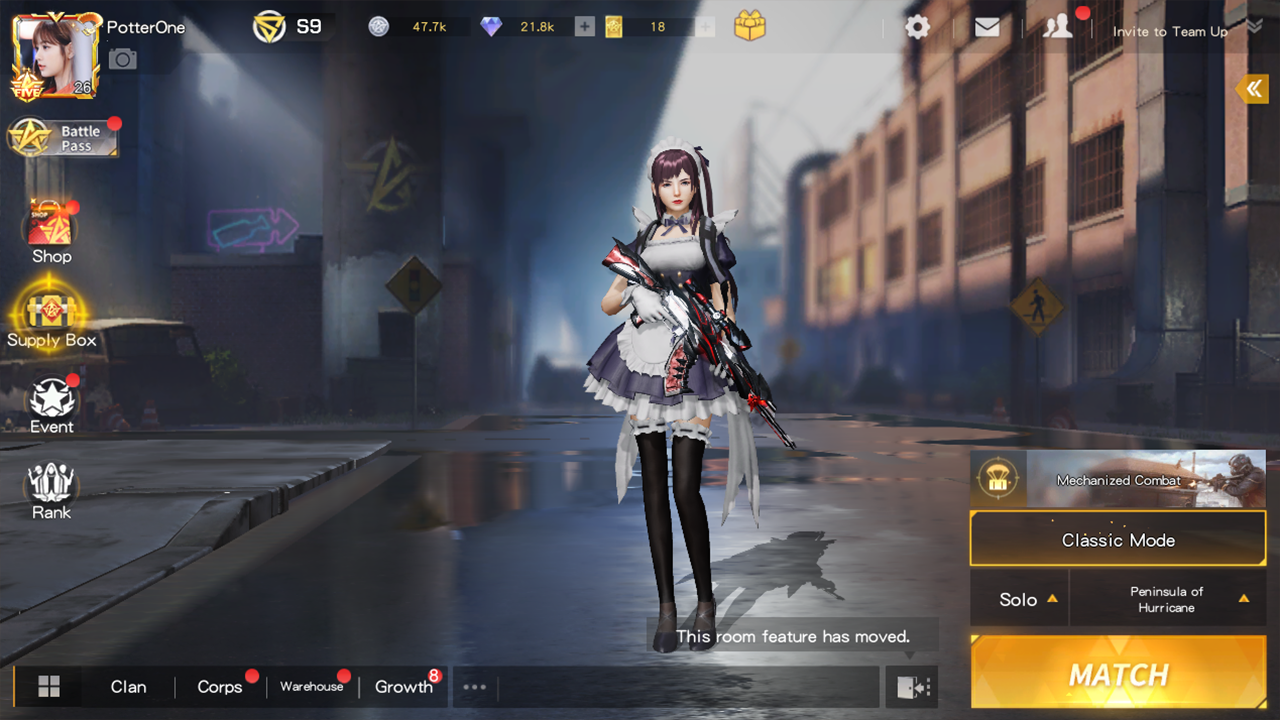 PotterOne
S9
47.7k
21.8k
18
Invite to Team Up
FIVE
26
Battle
Pass
SHOP
Shop
Supply Box
Event
Rank
Mechanized Combat
Classic Mode
Solo
Peninsula of
Hurricane
This room feature has moved.
MATCH
Clan
Corps
Warehouse
Growth
8